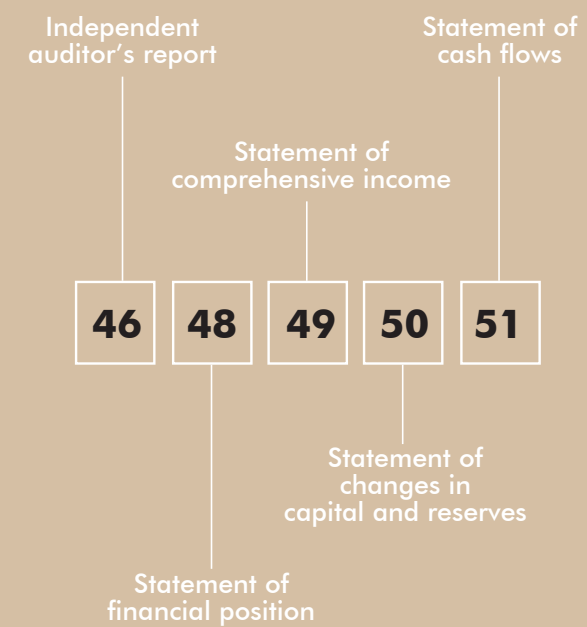 Independent
auditor’s report
Statement of
cash flows
Statement of
comprehensive income
46
48
49
50
51
Statement of
changes in
capital and reserves
Statement of
financial position